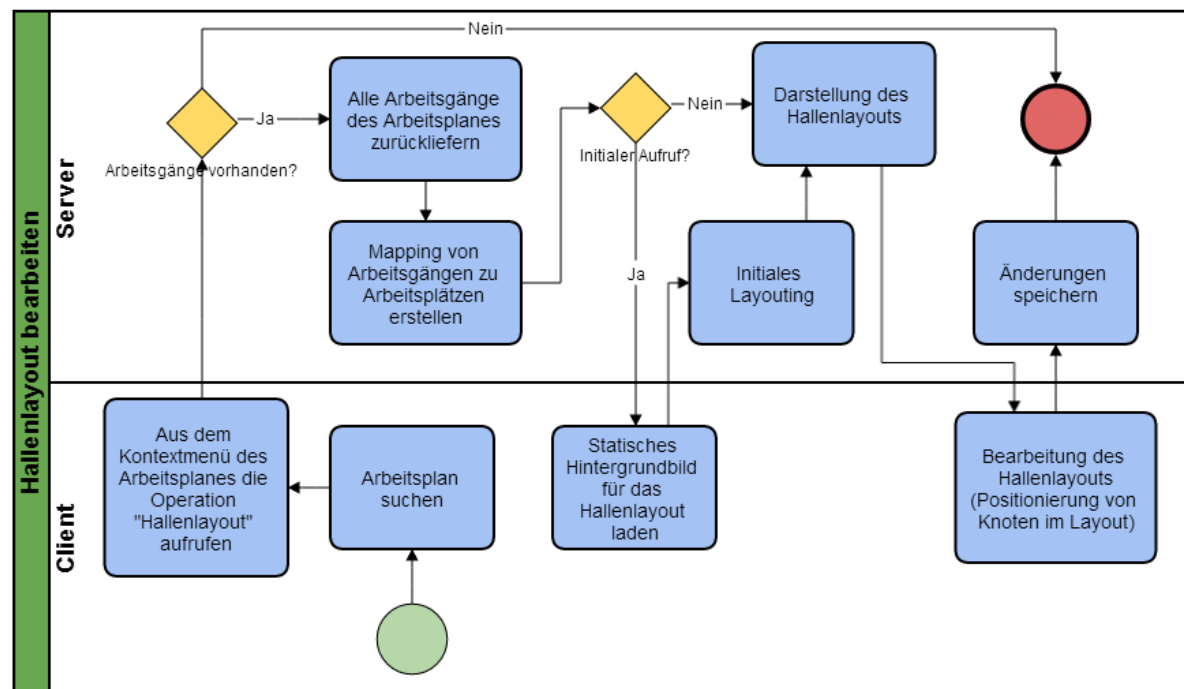 Hallenlayout bearbeiten
Server
Nein
Arbeitsgänge vorhanden?
Ja
Alle Arbeitsgänge
des Arbeitsplanes
zurückliefern
Mapping von
Arbeitsgängen zu
Arbeitsplätzen
erstellen
Initialer Aufruf?
Nein
Ja
Darstellung des
Hallenlayouts
Initiales
Layouting
Änderungen
speichern
Client
Aus dem
Kontextmenü des
Arbeitsplanes die
Operation
"Hallenlayout"
aufrufen
Arbeitsplan
suchen
Statisches
Hintergrundbild
für das
Hallenlayout
laden
Bearbeitung des
Hallenlayouts
(Positionierung von
Knoten im Layout)